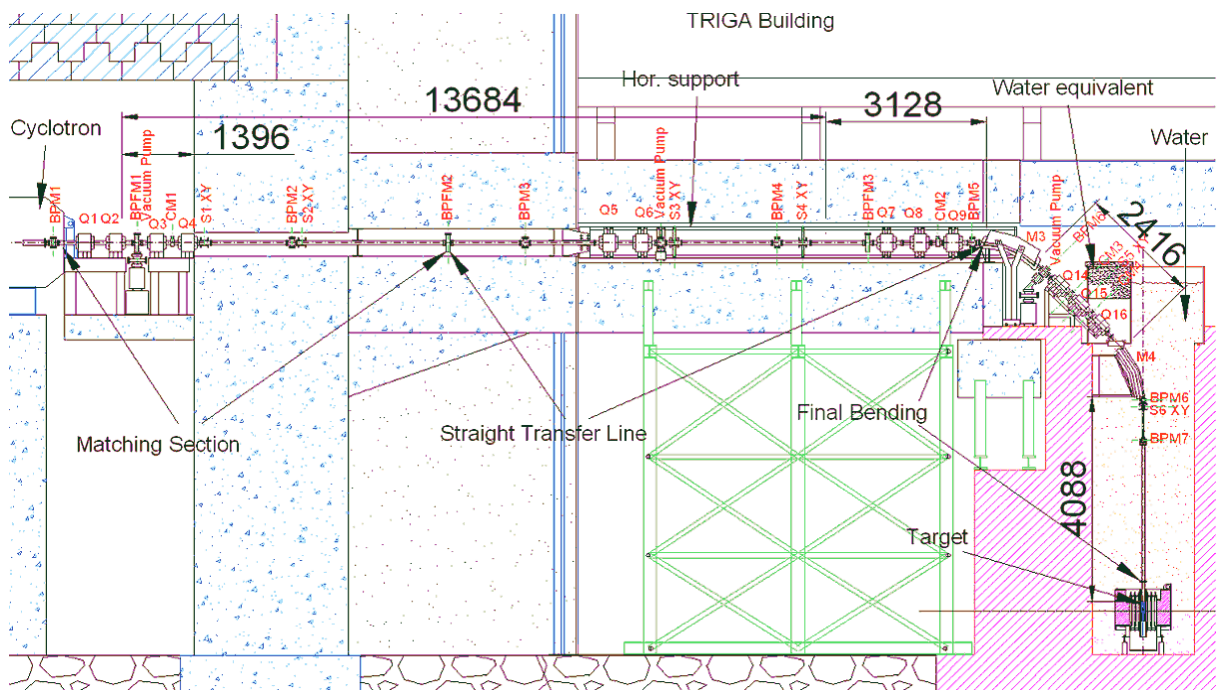 TRIGA Building
Hor. support
Water equivalent
13684
3128
Cyclotron
1396
Water
BPM1
Q1
Q2
BPFM1
Vacuum Pump
Q3
CM1
Q4
S1 XY
BPM2
S2 XY
BPFM2
BPM3
Q5
Q6
Vacuum Pump
S3 XY
BPM4
S4 XY
BPFM3
Q7
Q8
CM2
Q9
BPM5
M3
Vacuum Pump
BPM6
CM3
2416
Q14
Q15
Q16
M4
BPM6
S6 XY
BPM7
Matching Section
Straight Transfer Line
Final Bending
4088
Target